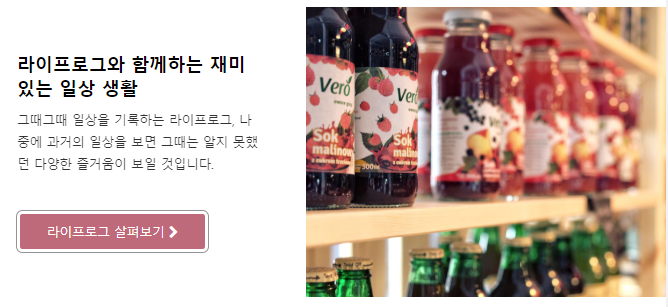 라이프로그와 함께하는 재미
있는 일상 생활
그때그때 일상을 기록하는 라이프로그, 나
중에 과거의 일상을 보면 그때는 알지 못했
던 다양한 즐거움이 보일 것입니다.
라이프로그 살펴보기
Vero
Sok
malinowy
300ml
Vero
Sok
malinow